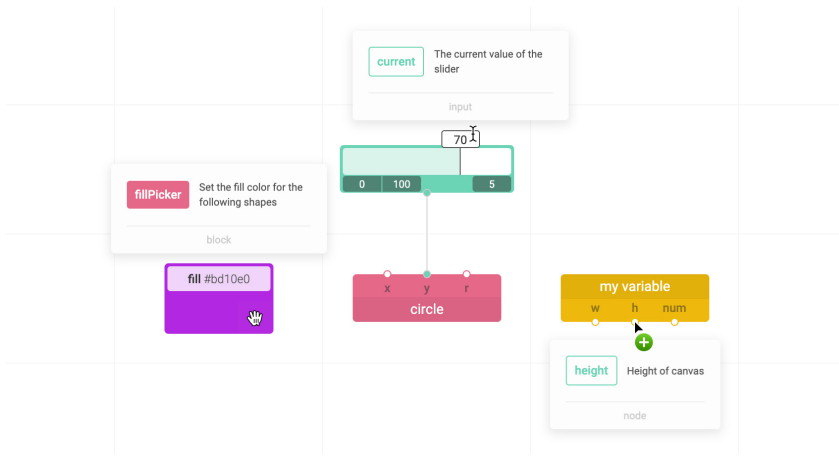 current
The current value of the
slider
input
70
0 100 5
fillPicker
Set the fill color for the
following shapes
block
fill #bd10e0
x y r
circle
my variable
w h num
height
Height of canvas
node